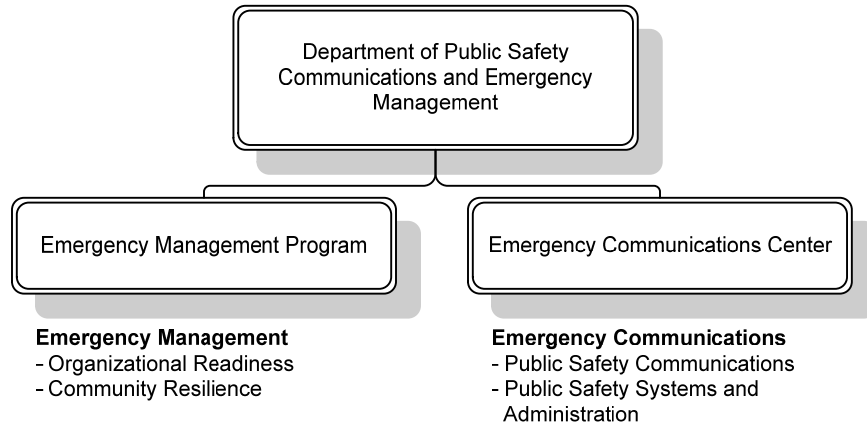 Department of Public Safety
Communications and Emergency
Management
Emergency Management Program
Emergency Communications Center
Emergency Management
- Organizational Readiness
- Community Resilience
Emergency Communications
- Public Safety Communications
- Public Safety Systems and
Administration